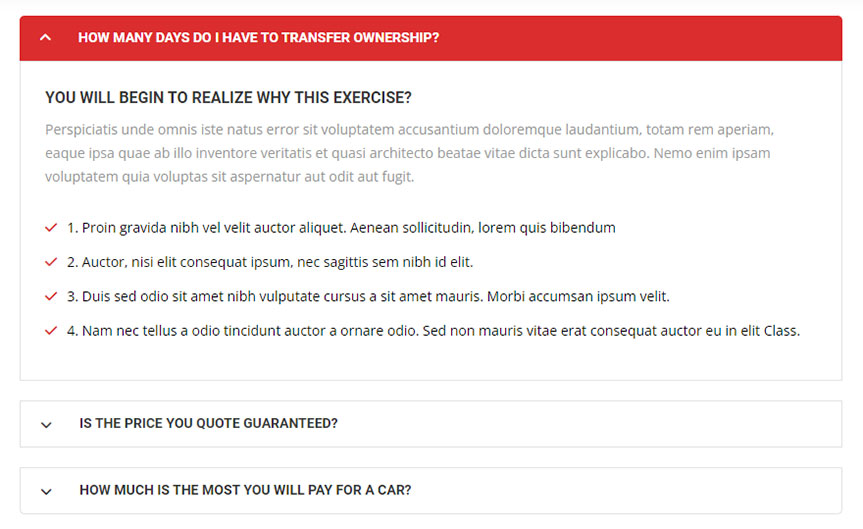 HOW MANY DAYS DO I HAVE TO TRANSFER OWNERSHIP?
YOU WILL BEGIN TO REALIZE WHY THIS EXERCISE?
Perspiciatis unde omnis iste natus error sit voluptatem accusantium doloremque laudantium, totam rem aperiam,
eaque ipsa quae ab illo inventore veritatis et quasi architecto beatae vitae dicta sunt explicabo. Nemo enim ipsam
voluptatem quia voluptas sit aspernatur aut odit aut fugit.
1. Proin gravida nibh vel velit auctor aliquet. Aenean sollicitudin, lorem quis bibendum
2. Auctor, nisi elit consequat ipsum, nec sagittis sem nibh id elit.
3. Duis sed odio sit amet nibh vulputate cursus a sit amet mauris. Morbi accumsan ipsum velit.
4. Nam nec tellus a odio tincidunt auctor a ornare odio. Sed non mauris vitae erat consequat auctor eu in elit Class.
IS THE PRICE YOU QUOTE GUARANTEED?
HOW MUCH IS THE MOST YOU WILL PAY FOR A CAR?